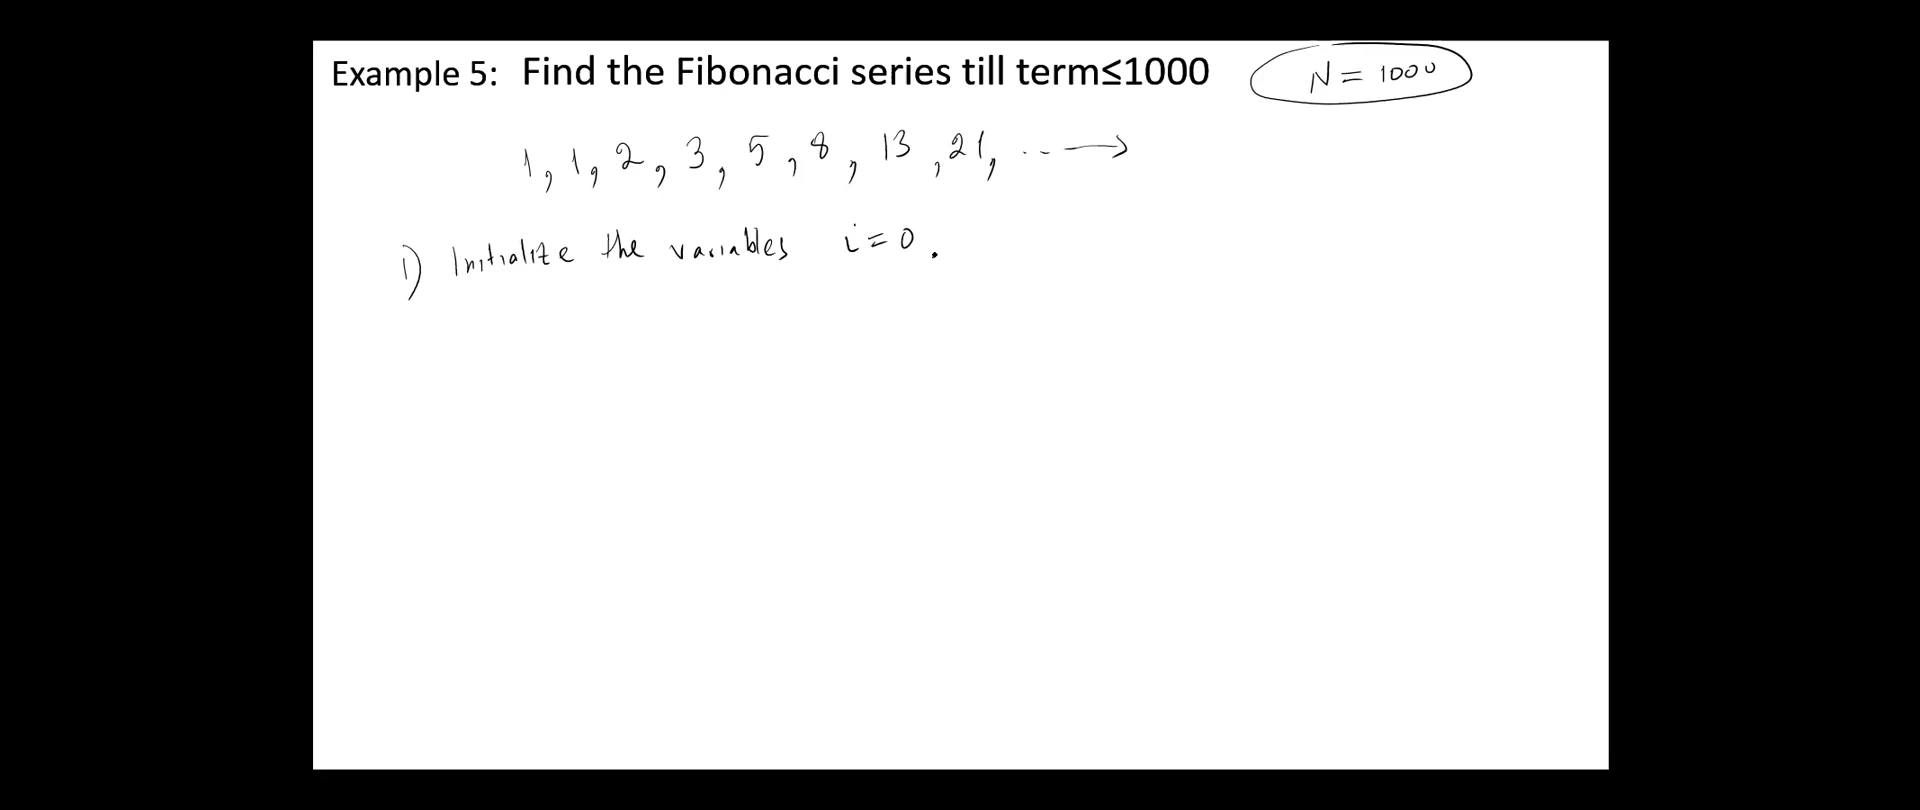 Example 5: Find the Fibonacci series till term≤1000 N = 1000
1, 1, 2, 3, 5, 8, 13, 21, ... →
1) Initialize the variables i = 0.